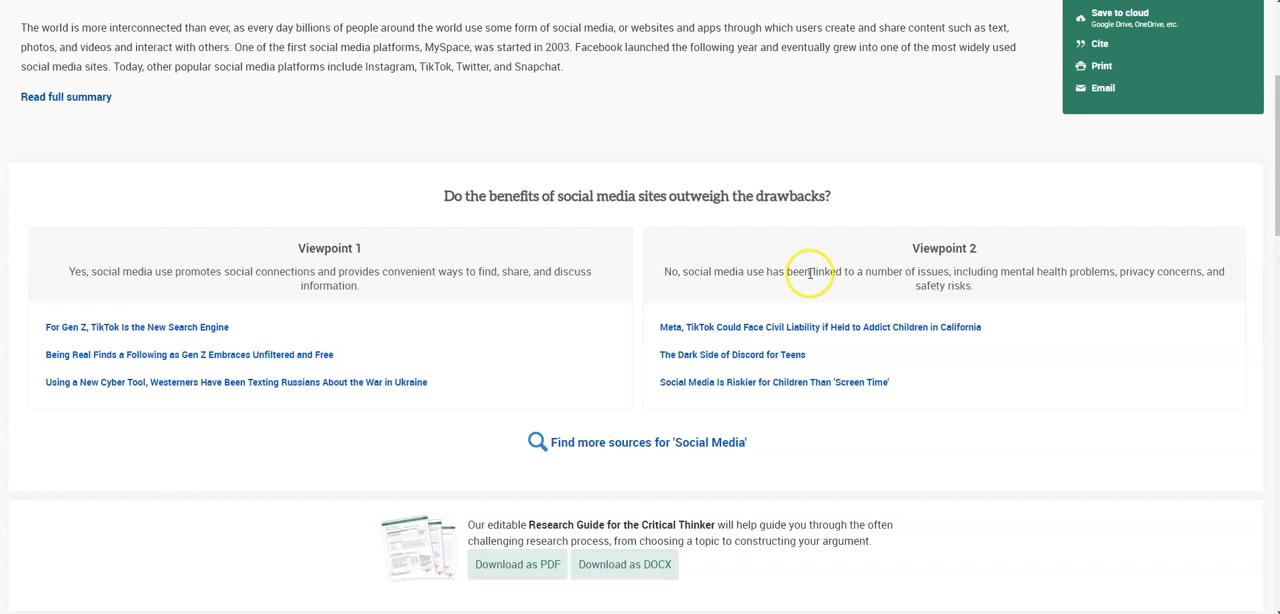 The world is more interconnected than ever, as every day billions of people around the world use some form of social media, or websites and apps through which users create and share content such as text,
photos, and videos and interact with others. One of the first social media platforms, MySpace, was started in 2003. Facebook launched the following year and eventually grew into one of the most widely used
social media sites. Today, other popular social media platforms include Instagram, TikTok, Twitter, and Snapchat.
Read full summary
Save to cloud
Google Drive, OneDrive, etc.
Cite
Print
Email
Do the benefits of social media sites outweigh the drawbacks?
Viewpoint 1
Yes, social media use promotes social connections and provides convenient ways to find, share, and discuss
information.
For Gen Z, TikTok Is the New Search Engine
Being Real Finds a Following as Gen Z Embraces Unfiltered and Free
Using a New Cyber Tool, Westerners Have Been Texting Russians About the War in Ukraine
Viewpoint 2
No, social media use has been linked to a number of issues, including mental health problems, privacy concerns, and
safety risks.
Meta, TikTok Could Face Civil Liability if Held to Addict Children in California
The Dark Side of Discord for Teens
Social Media Is Riskier for Children Than 'Screen Time'
Find more sources for 'Social Media'
Our editable Research Guide for the Critical Thinker will help guide you through the often
challenging research process, from choosing a topic to constructing your argument.
Download as PDF
Download as DOCX